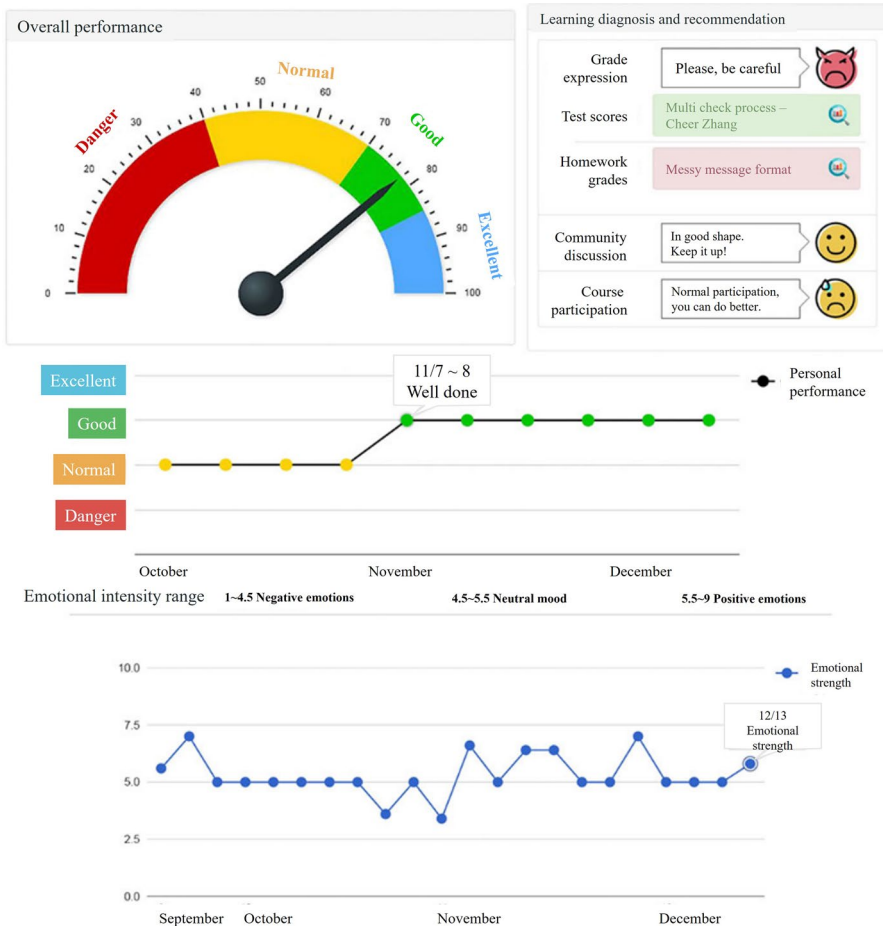 Overall performance
0
10
20
30
40
50
60
70
80
90
100
Danger
Normal
Good
Excellent
Learning diagnosis and recommendation
Grade
expression
Please, be careful
Test scores
Multi check process –
Cheer Zhang
Homework
grades
Messy message format
Community
discussion
In good shape.
Keep it up!
Course
participation
Normal participation,
you can do better.
Excellent
Good
Normal
Danger
11/7 ~ 8
Well done
Personal
performance
October
November
December
Emotional intensity range
1~4.5 Negative emotions
4.5~5.5 Neutral mood
5.5~9 Positive emotions
10.0
7.5
5.0
2.5
0.0
Emotional
strength
12/13
Emotional
strength
September
October
November
December